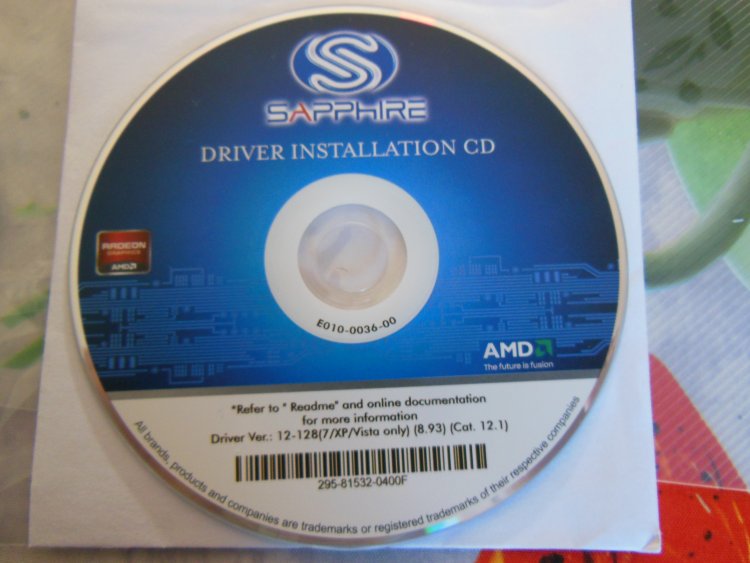 S
SAPPHIRE
DRIVER INSTALLATION CD
RADEON
GRAPHICS
AMD
E010-0036-00
AMD
The future is fusion
*Refer to " Readme" and online documentation
for more information
Driver Ver.: 12-128(7/XP/Vista only) (8.93) (Cat. 12.1)
295-81532-0400F
All brands, products and companies are trademarks or registered trademarks of their respective companies